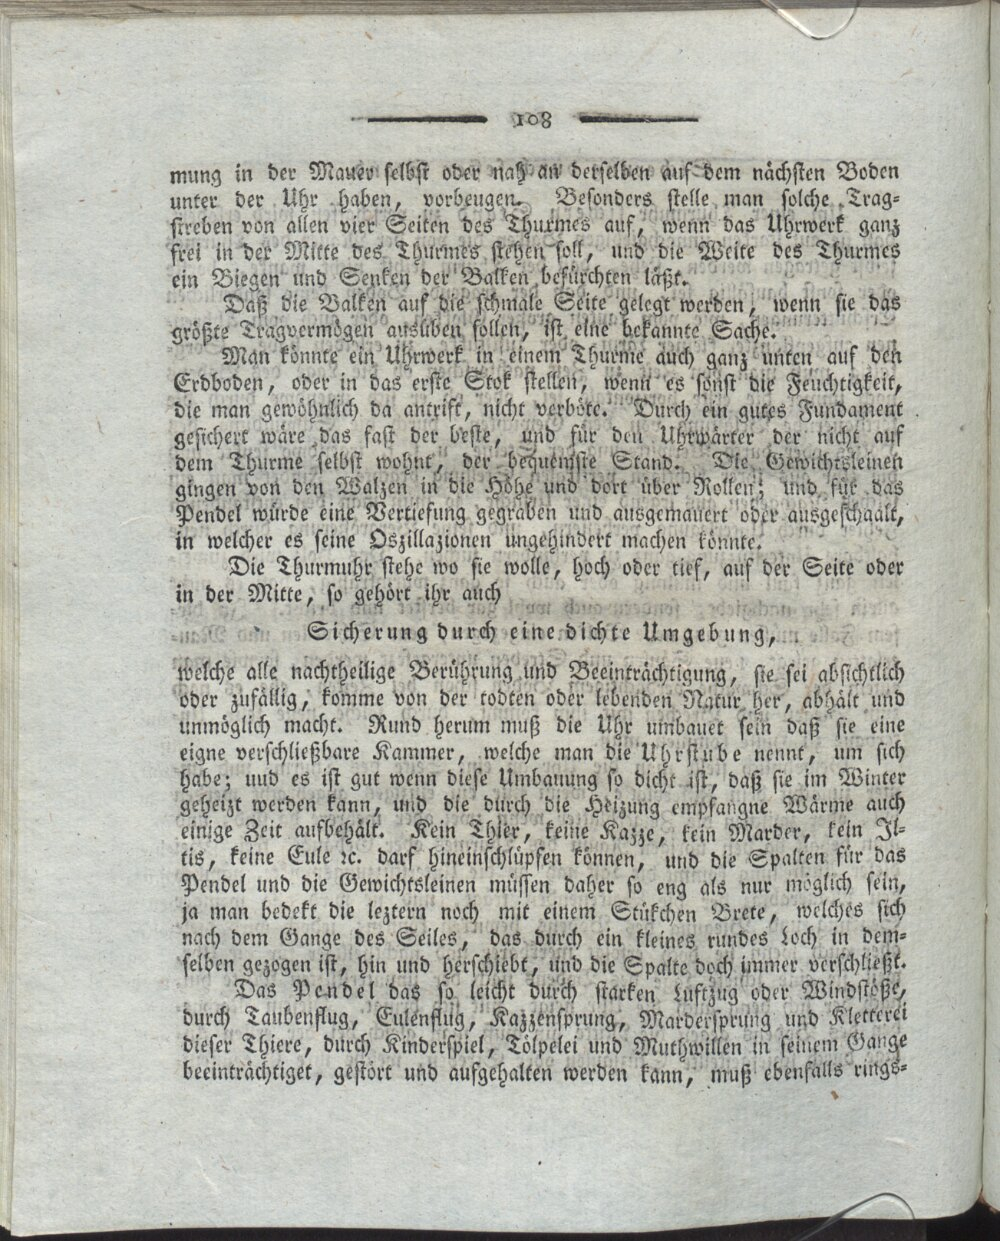 108
mung in der Mauer selbst oder nah an derselben auf dem nächsten Boden
unter der Uhr haben, vorbeugen. Besonders stelle man solche Trag-
streben von allen vier Seiten des Thurmes auf, wenn das Uhrwerk ganz
frei in der Mitte des Thurmes stehen soll, und die Weite des Thurmes
ein Biegen und Senken der Balken befürchten läßt.
Daß die Balken auf die schmale Seite gelegt werden, wenn sie das
größte Tragvermögen ausüben sollen, ist eine bekannte Sache.
Man könnte ein Uhrwerk in einem Thurme auch ganz unten auf den
Erdboden, oder in das erste Stok stellen, wenn es sonst die Feuchtigkeit,
die man gewöhnlich da antrift, nicht verböte. Durch ein gutes Fundament
gesichert wäre das fast der beste, und für den Uhrwärter der nicht auf
dem Thurme selbst wohnt, der bequemste Stand. Die Gewichtsleinen
gingen von den Walzen in die Höhe und dort über Rollen; und für das
Pendel würde eine Vertiefung gegraben und ausgemauert oder ausgeschaalt,
in welcher es seine Oszillazionen ungehindert machen könnte.
Die Thurmuhr stehe wo sie wolle, hoch oder tief, auf der Seite oder
in der Mitte, so gehört ihr auch
Sicherung durch eine dichte Umgebung,
welche alle nachtheilige Berührung und Beeinträchtigung, sie sei absichtlich
oder zufällig, komme von der todten oder lebenden Natur her, abhält und
unmöglich macht. Rund herum muß die Uhr umbauet sein daß sie eine
eigne verschließbare Kammer, welche man die Uhrstube nennt, um sich
habe; und es ist gut wenn diese Umbauung so dicht ist, daß sie im Winter
geheizt werden kann, und die durch die Heizung empfangne Wärme auch
einige Zeit aufbehält. Kein Thier, keine Kazze, kein Marder, kein Il-
tis, keine Eule ꝛc. darf hineinschlüpfen können, und die Spalten für das
Pendel und die Gewichtsleinen müssen daher so eng als nur möglich sein,
ja man bedekt die leztern noch mit einem Stükchen Brete, welches sich
nach dem Gange des Seiles, das durch ein kleines rundes Loch in dem-
selben gezogen ist, hin und herschiebt, und die Spalte doch immer verschließt.
Das Pendel das so leicht durch starken Luftzug oder Windstöße,
durch Taubenflug, Eulenflug, Kazzensprung, Mardersprung und Kletterei
dieser Thiere, durch Kinderspiel, Tölpelei und Muthwillen in seinem Gange
beeinträchtiget, gestört und aufgehalten werden kann, muß ebenfalls rings-